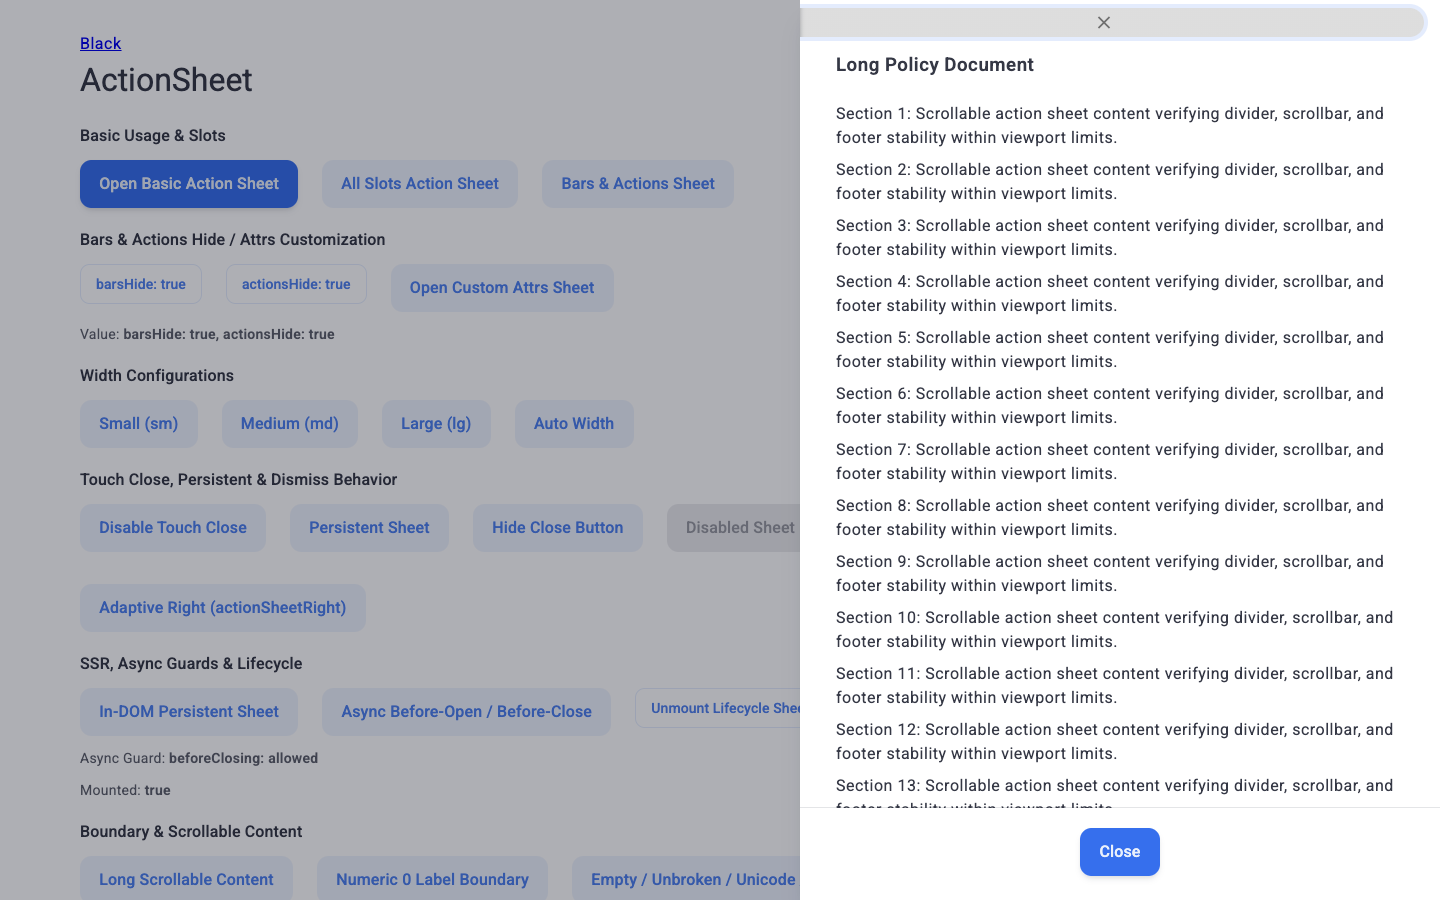 Black
ActionSheet
Basic Usage & Slots
Open Basic Action Sheet
All Slots Action Sheet
Bars & Actions Sheet
Bars & Actions Hide / Attrs Customization
barsHide: true
actionsHide: true
Open Custom Attrs Sheet
Value: barsHide: true, actionsHide: true
Width Configurations
Small (sm)
Medium (md)
Large (lg)
Auto Width
Touch Close, Persistent & Dismiss Behavior
Disable Touch Close
Persistent Sheet
Hide Close Button
Disabled Sheet
Adaptive Right (actionSheetRight)
SSR, Async Guards & Lifecycle
In-DOM Persistent Sheet
Async Before-Open / Before-Close
Unmount Lifecycle
Async Guard: beforeClosing: allowed
Mounted: true
Boundary & Scrollable Content
Long Scrollable Content
Numeric 0 Label Boundary
Empty / Unbroken / Unicode
Long Policy Document
Section 1: Scrollable action sheet content verifying divider, scrollbar, and
footer stability within viewport limits.
Section 2: Scrollable action sheet content verifying divider, scrollbar, and
footer stability within viewport limits.
Section 3: Scrollable action sheet content verifying divider, scrollbar, and
footer stability within viewport limits.
Section 4: Scrollable action sheet content verifying divider, scrollbar, and
footer stability within viewport limits.
Section 5: Scrollable action sheet content verifying divider, scrollbar, and
footer stability within viewport limits.
Section 6: Scrollable action sheet content verifying divider, scrollbar, and
footer stability within viewport limits.
Section 7: Scrollable action sheet content verifying divider, scrollbar, and
footer stability within viewport limits.
Section 8: Scrollable action sheet content verifying divider, scrollbar, and
footer stability within viewport limits.
Section 9: Scrollable action sheet content verifying divider, scrollbar, and
footer stability within viewport limits.
Section 10: Scrollable action sheet content verifying divider, scrollbar, and
footer stability within viewport limits.
Section 11: Scrollable action sheet content verifying divider, scrollbar, and
footer stability within viewport limits.
Section 12: Scrollable action sheet content verifying divider, scrollbar, and
footer stability within viewport limits.
Section 13: Scrollable action sheet content verifying divider, scrollbar, and
footer stability within viewport limits.
Close